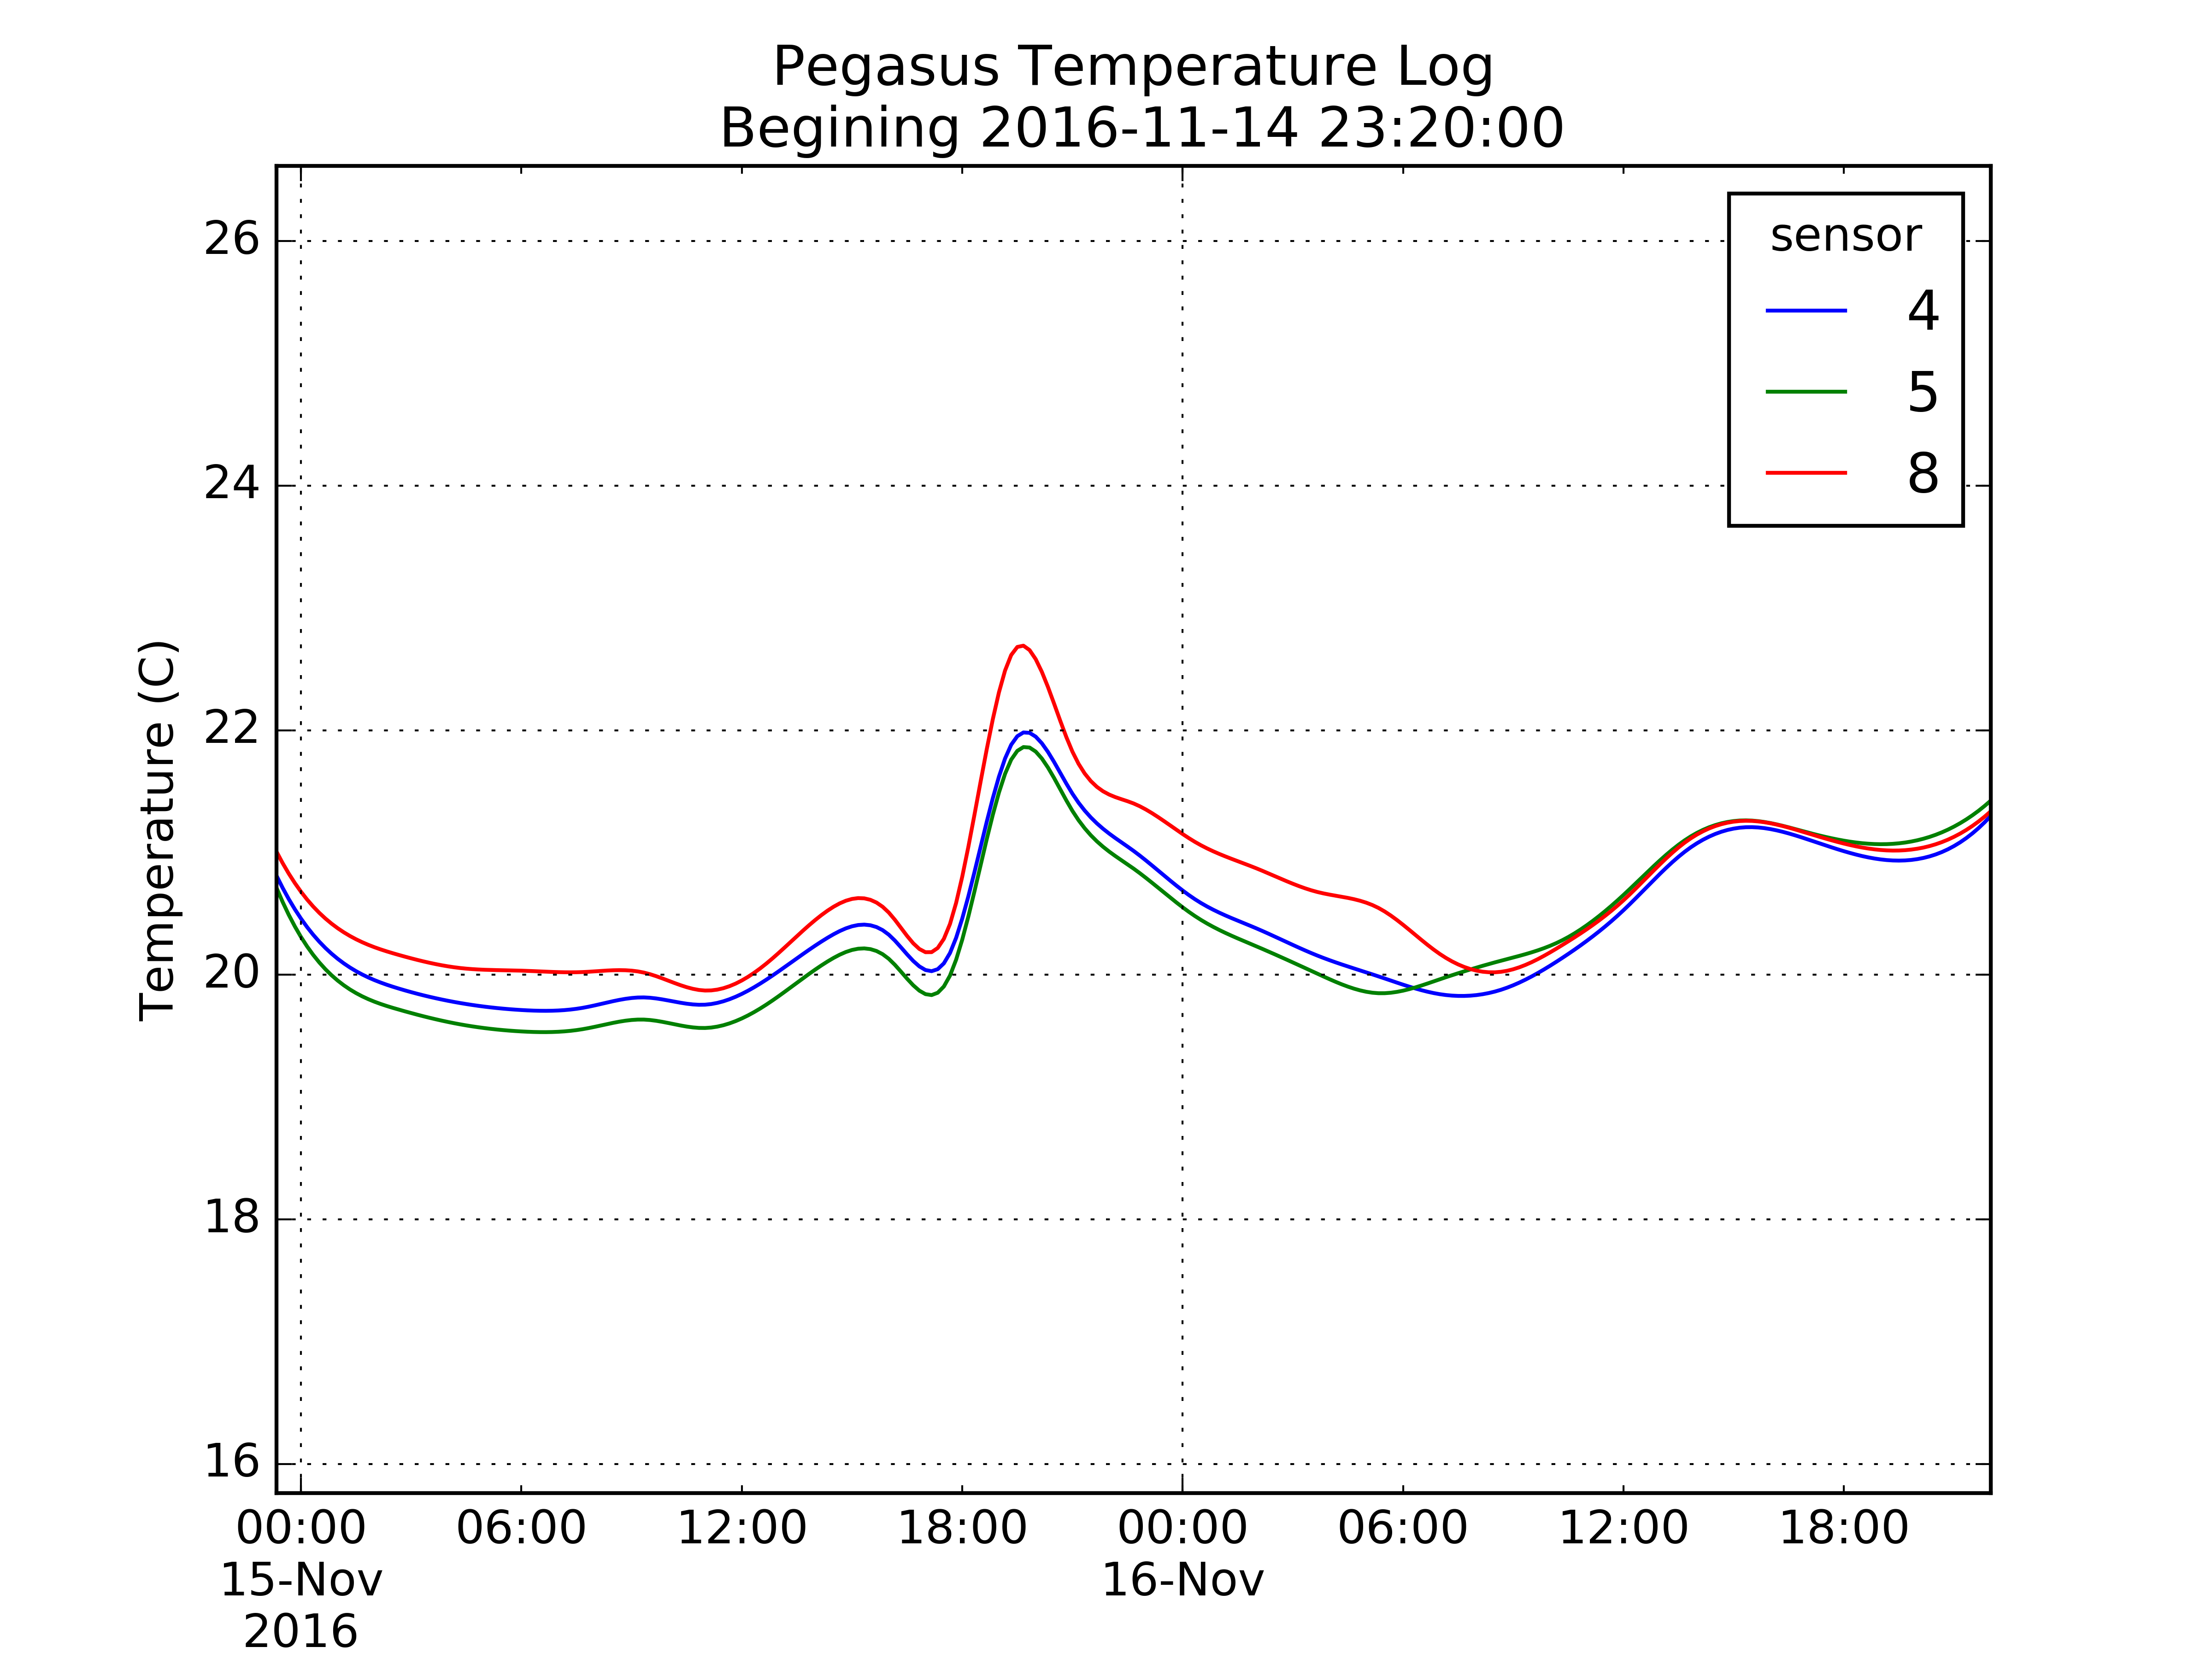 Pegasus Temperature Log
Begining 2016-11-14 23:20:00
sensor
4
5
8
Temperature (C)
26
24
22
20
18
16
00:00 06:00 12:00 18:00 00:00 06:00 12:00 18:00
15-Nov 16-Nov
2016